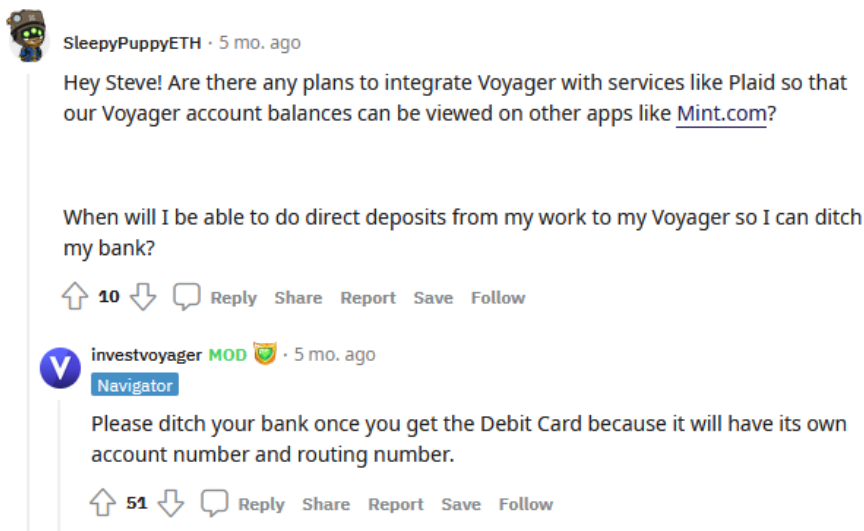 SleepyPuppyETH · 5 mo. ago
Hey Steve! Are there any plans to integrate Voyager with services like Plaid so that
our Voyager account balances can be viewed on other apps like Mint.com?
When will I be able to do direct deposits from my work to my Voyager so I can ditch
my bank?
10 Reply Share Report Save Follow
V
investvoyager MOD · 5 mo. ago
Navigator
Please ditch your bank once you get the Debit Card because it will have its own
account number and routing number.
51 Reply Share Report Save Follow